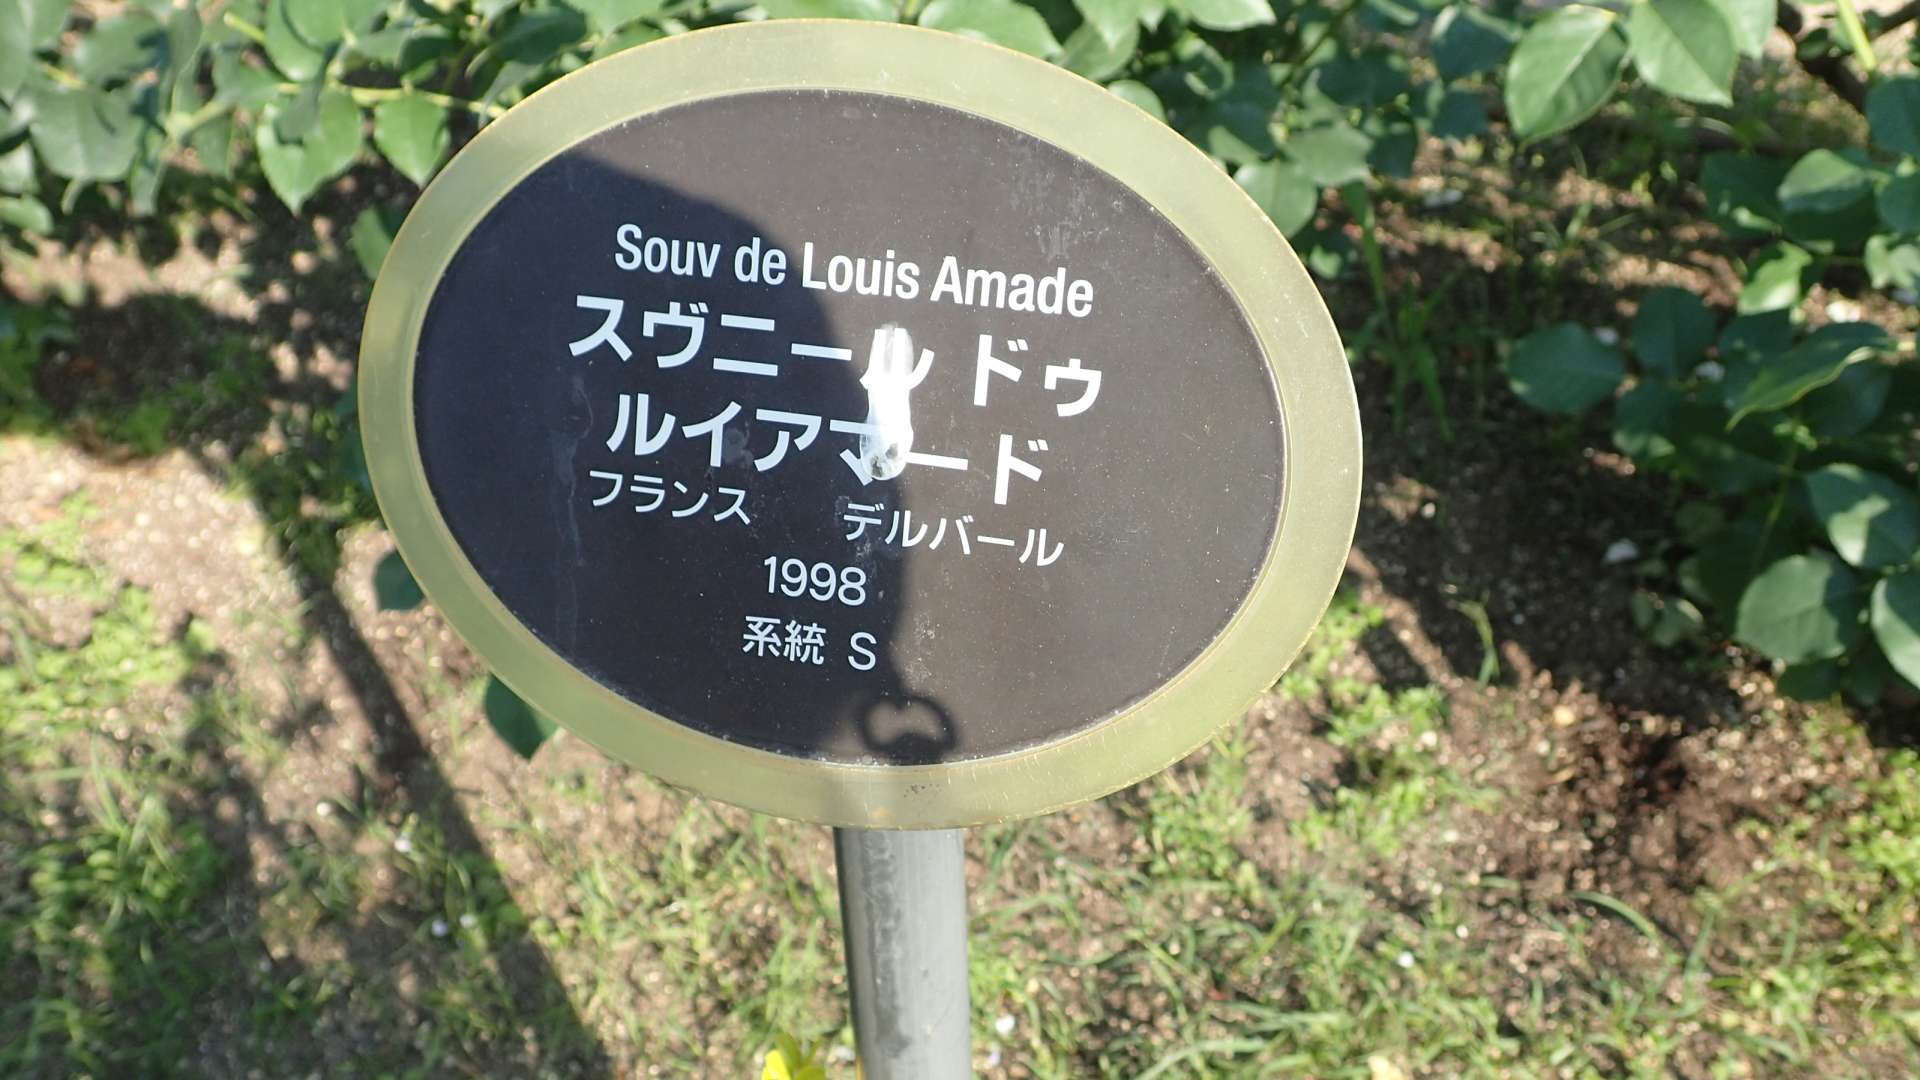 Souv de Louis Amade
スヴニール ドゥ
ルイアマード
フランス　　デルバール
1998
系統 S